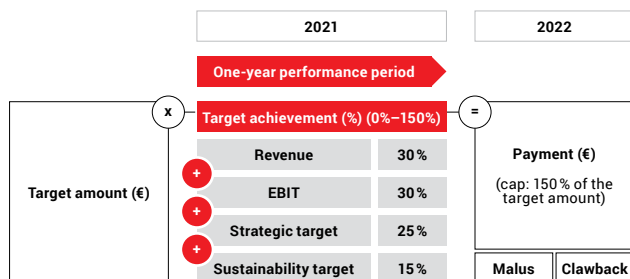 2021
2022
One-year performance period
x
Target achievement (%) (0%–150%)
=
Target amount (€)
Revenue
30%
+
EBIT
30%
+
Strategic target
25%
+
Sustainability target
15%
Payment (€)
(cap: 150% of the
target amount)
Malus
Clawback